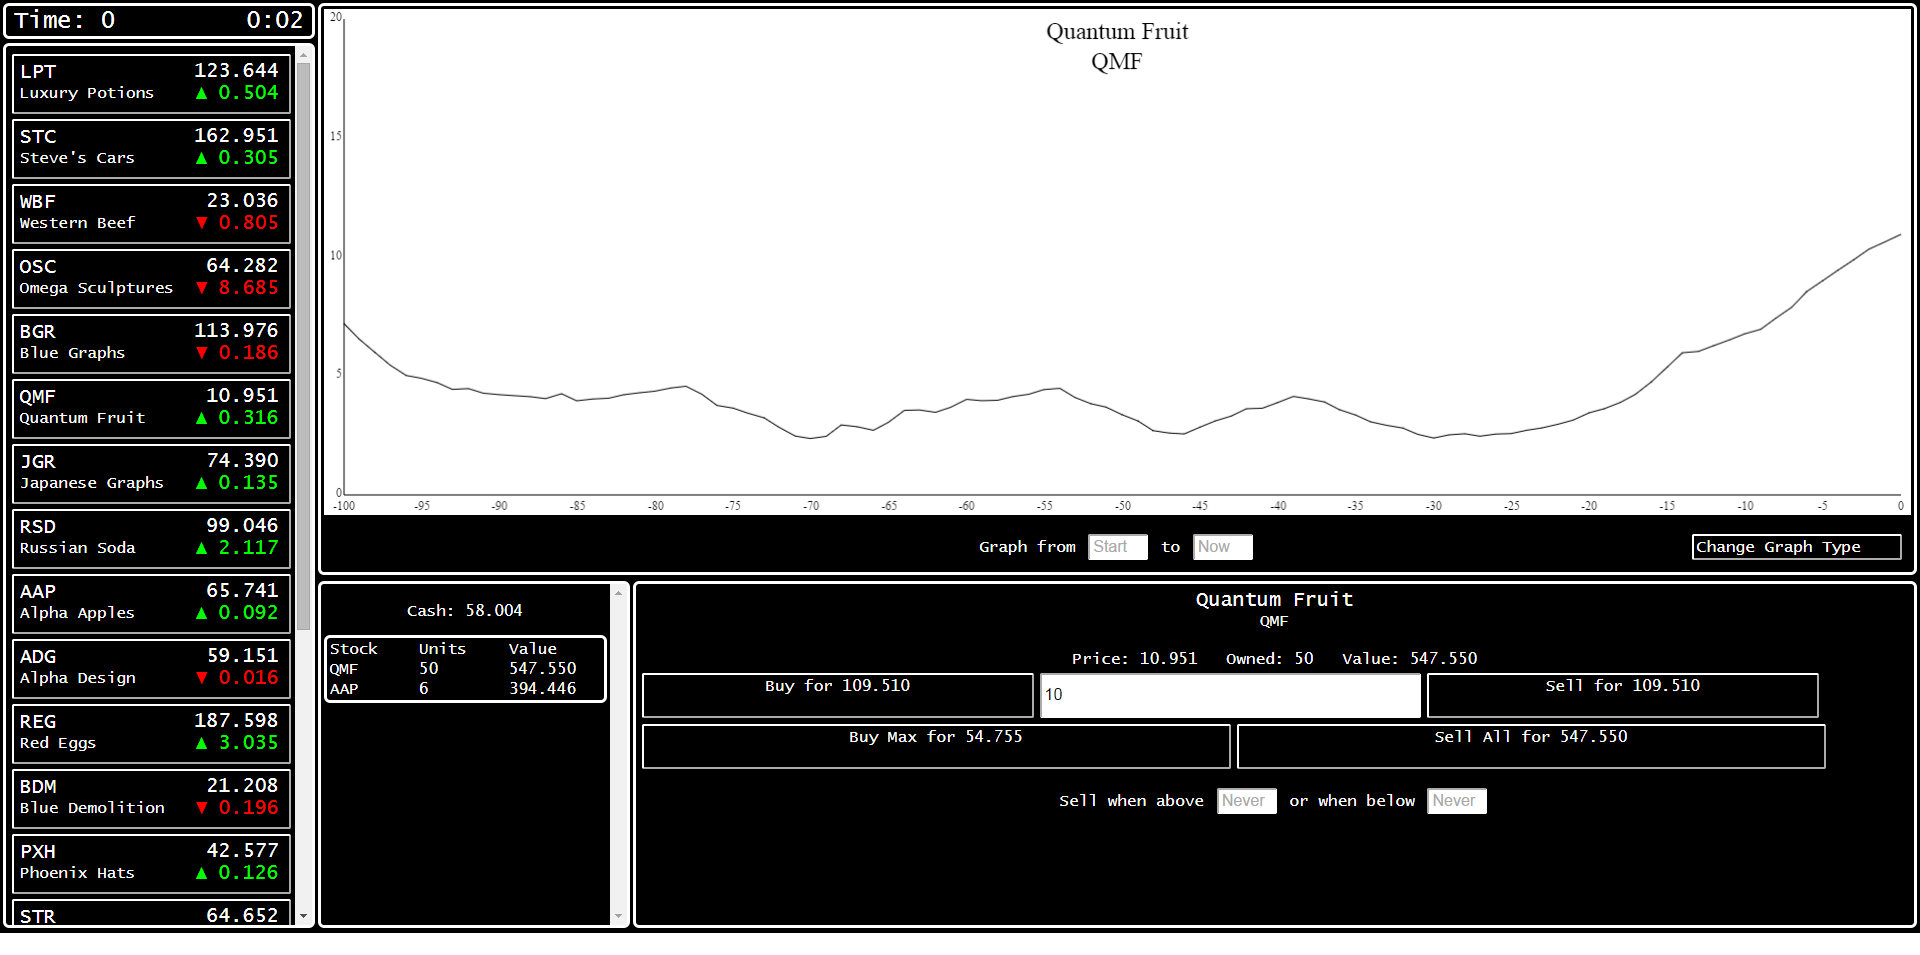 Time: 0 0:02
LPT 123.644
Luxury Potions ▲ 0.504
STC 162.951
Steve's Cars ▲ 0.305
WBF 23.036
Western Beef ▼ 0.805
OSC 64.282
Omega Sculptures ▼ 8.685
BGR 113.976
Blue Graphs ▼ 0.186
QMF 10.951
Quantum Fruit ▲ 0.316
JGR 74.390
Japanese Graphs ▲ 0.135
RSD 99.046
Russian Soda ▲ 2.117
AAP 65.741
Alpha Apples ▲ 0.092
ADG 59.151
Alpha Design ▼ 0.016
REG 187.598
Red Eggs ▲ 3.035
BDM 21.208
Blue Demolition ▼ 0.196
PXH 42.577
Phoenix Hats ▲ 0.126
STR 64.652
Quantum Fruit
QMF
20
15
10
5
0
-100 -95 -90 -85 -80 -75 -70 -65 -60 -55 -50 -45 -40 -35 -30 -25 -20 -15 -10 -5 0
Graph from Start to Now
Change Graph Type
Cash: 58.004
Stock Units Value
QMF 50 547.550
AAP 6 394.446
Quantum Fruit
QMF
Price: 10.951 Owned: 50 Value: 547.550
Buy for 109.510 10 Sell for 109.510
Buy Max for 54.755 Sell All for 547.550
Sell when above Never or when below Never